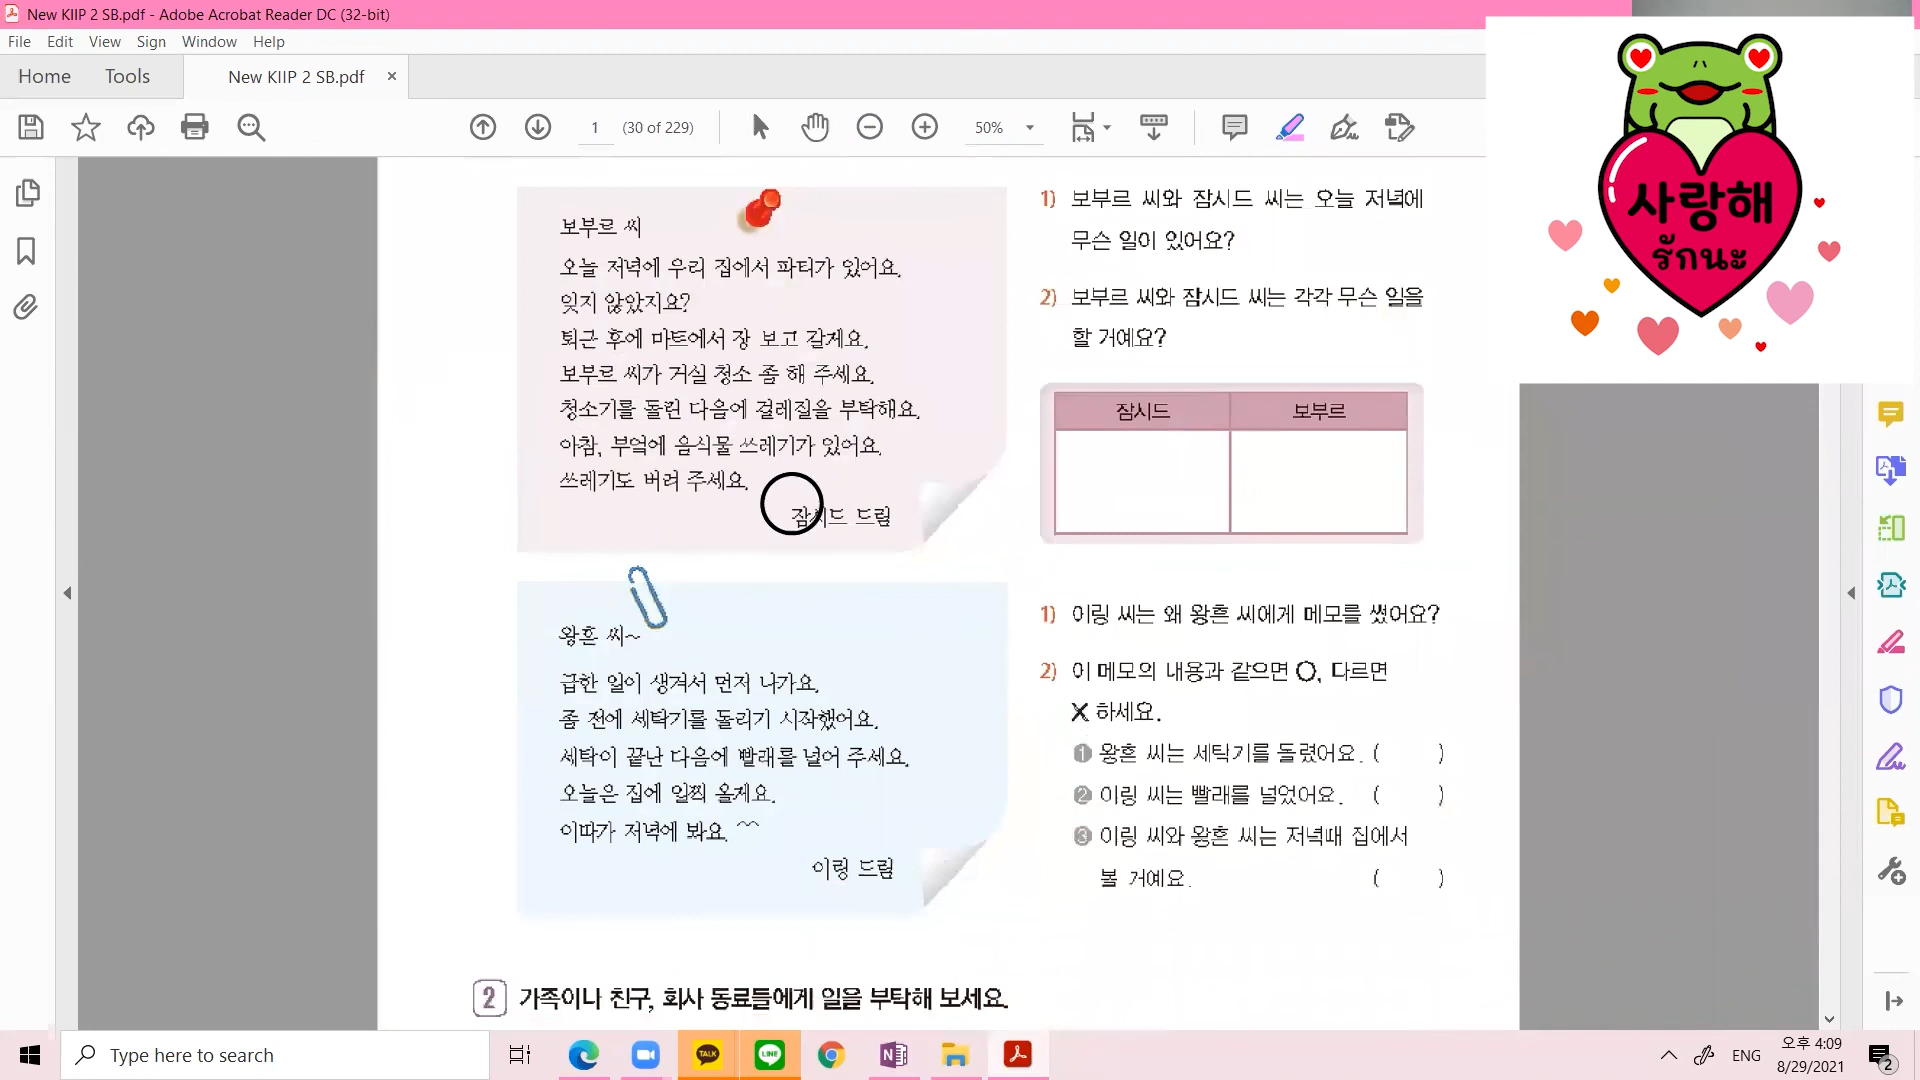 New KIIP 2 SB.pdf - Adobe Acrobat Reader DC (32-bit)
File Edit View Sign Window Help
Home Tools New KIIP 2 SB.pdf ×
1 (30 of 229) 50%
보부르 씨
오늘 저녁에 우리 집에서 파티가 있어요.
잊지 않았지요?
퇴근 후에 마트에서 장 보고 갈게요.
보부르 씨가 거실 청소 좀 해 주세요.
청소기를 돌린 다음에 걸레질을 부탁해요.
아참, 부엌에 음식물 쓰레기가 있어요.
쓰레기도 버려 주세요.
잠시드 드림
1) 보부르 씨와 잠시드 씨는 오늘 저녁에
무슨 일이 있어요?
2) 보부르 씨와 잠시드 씨는 각각 무슨 일을
할 거예요?
잠시드 보부르
왕흔 씨~
급한 일이 생겨서 먼저 나가요.
좀 전에 세탁기를 돌리기 시작했어요.
세탁이 끝난 다음에 빨래를 널어 주세요.
오늘은 집에 일찍 올게요.
이따가 저녁에 봐요. ^^
이링 드림
1) 이링 씨는 왜 왕흔 씨에게 메모를 썼어요?
2) 이 메모의 내용과 같으면 O, 다르면
X 하세요.
❶ 왕흔 씨는 세탁기를 돌렸어요. ( )
❷ 이링 씨는 빨래를 널었어요. ( )
❸ 이링 씨와 왕흔 씨는 저녁때 집에서
볼 거예요. ( )
2 가족이나 친구, 회사 동료들에게 일을 부탁해 보세요.
사랑해
รักนะ
Type here to search
TALK
LINE
N
ENG
오후 4:09
8/29/2021
2